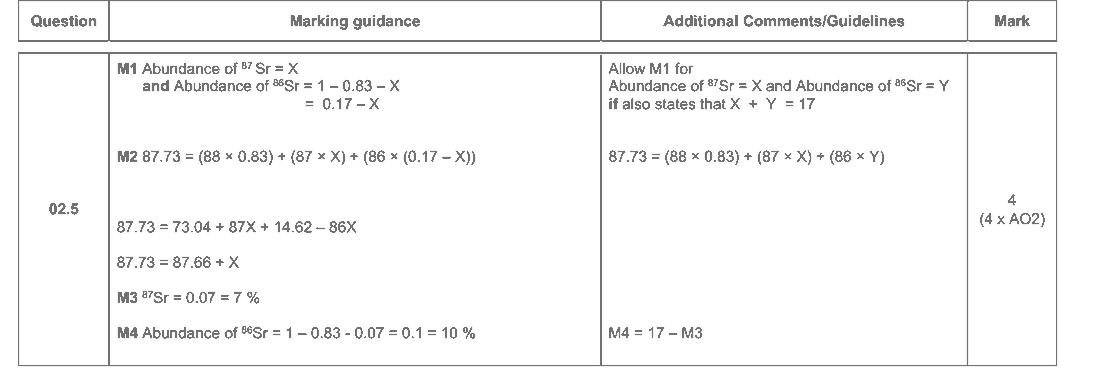 Question Marking guidance Additional Comments/Guidelines Mark
M1 Abundance of ⁸⁷ Sr = X
and Abundance of ⁸⁶Sr = 1 – 0.83 – X
= 0.17 – X
Allow M1 for
Abundance of ⁸⁷Sr = X and Abundance of ⁸⁶Sr = Y
if also states that X + Y = 17
M2 87.73 = (88 × 0.83) + (87 × X) + (86 × (0.17 – X))
87.73 = (88 × 0.83) + (87 × X) + (86 × Y)
02.5
4
(4 x AO2)
87.73 = 73.04 + 87X + 14.62 – 86X
87.73 = 87.66 + X
M3 ⁸⁷Sr = 0.07 = 7 %
M4 Abundance of ⁸⁶Sr = 1 – 0.83 - 0.07 = 0.1 = 10 %
M4 = 17 – M3